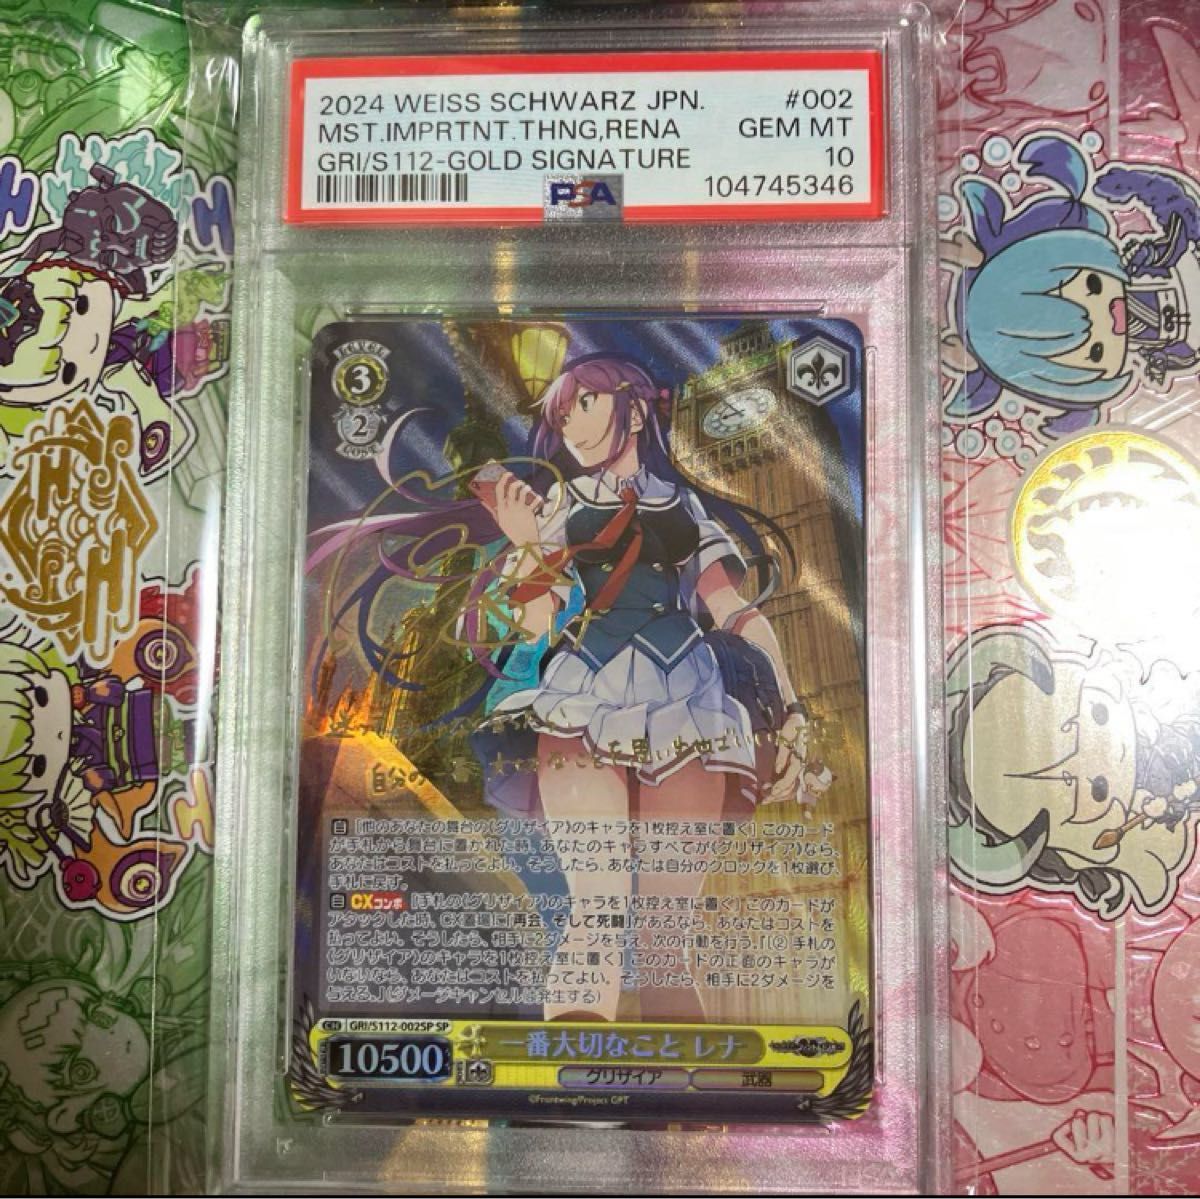 2024 WEISS SCHWARZ JPN. #002
MST.IMPRTNT.THNG,RENA GEM MT
GRI/S112-GOLD SIGNATURE 10
PSA 104745346
LEVEL
3
2
COST
自分の一番大切なことを思い出せばいい
自 [他のあなたの舞台の《グリザイア》のキャラを1枚控え室に置く] このカード
が手札から舞台に置かれた時、あなたのキャラすべてが《グリザイア》なら、
あなたはコストを払ってよい。そうしたら、あなたは自分のクロックを1枚選び、
手札に戻す。
自 CXコンボ [手札の《グリザイア》のキャラを1枚控え室に置く] このカードが
アタックした時、CX置場に「再会、そして死闘」があるなら、あなたはコストを
払ってよい。そうしたら、相手に2ダメージを与え、次の行動を行う。『[② 手札の
《グリザイア》のキャラを1枚控え室に置く] このカードの正面のキャラが
いないなら、あなたはコストを払ってよい。そうしたら、相手に2ダメージを
与える。』(ダメージキャンセルは発生する)
CH GRI/S112-002SP SP
10500 一番大切なこと レナ
グリザイア 武器
©Frontwing/Project GPT